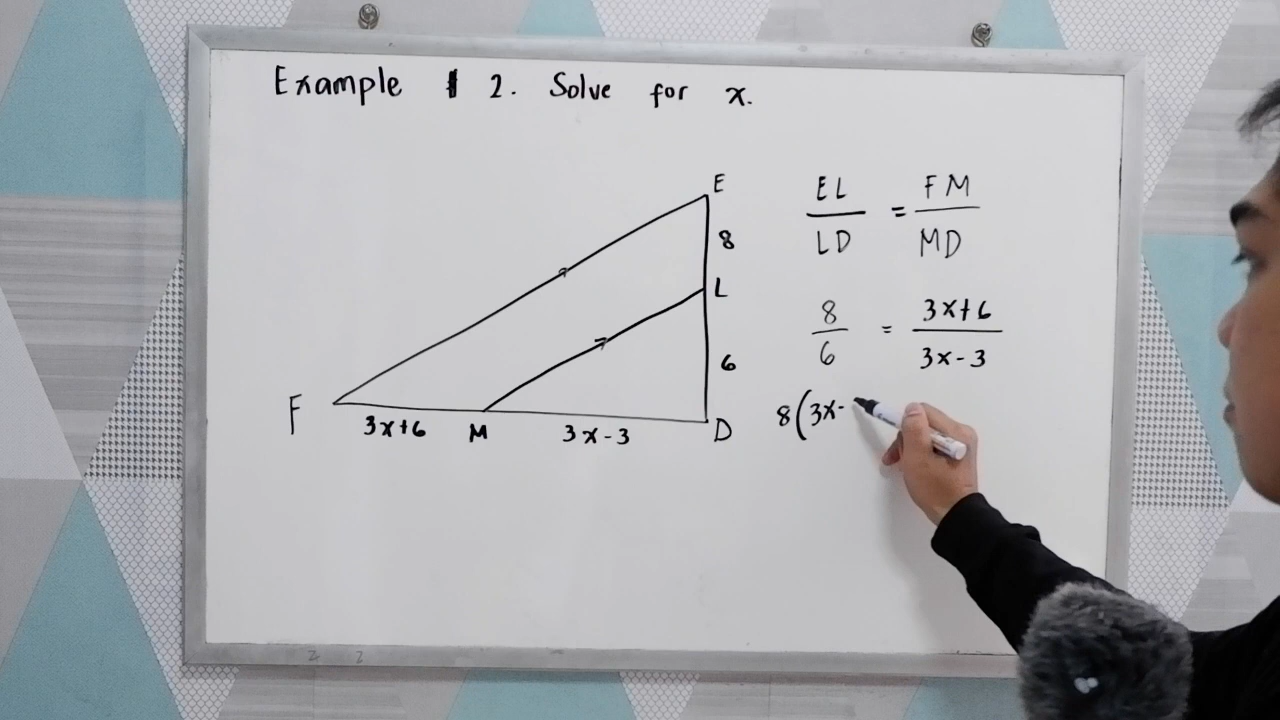 Example 2. Solve for x.
E
8
L
6
F
3x+6 M 3x-3 D
EL = FM
LD MD
8 = 3x+6
6 3x-3
8(3x-